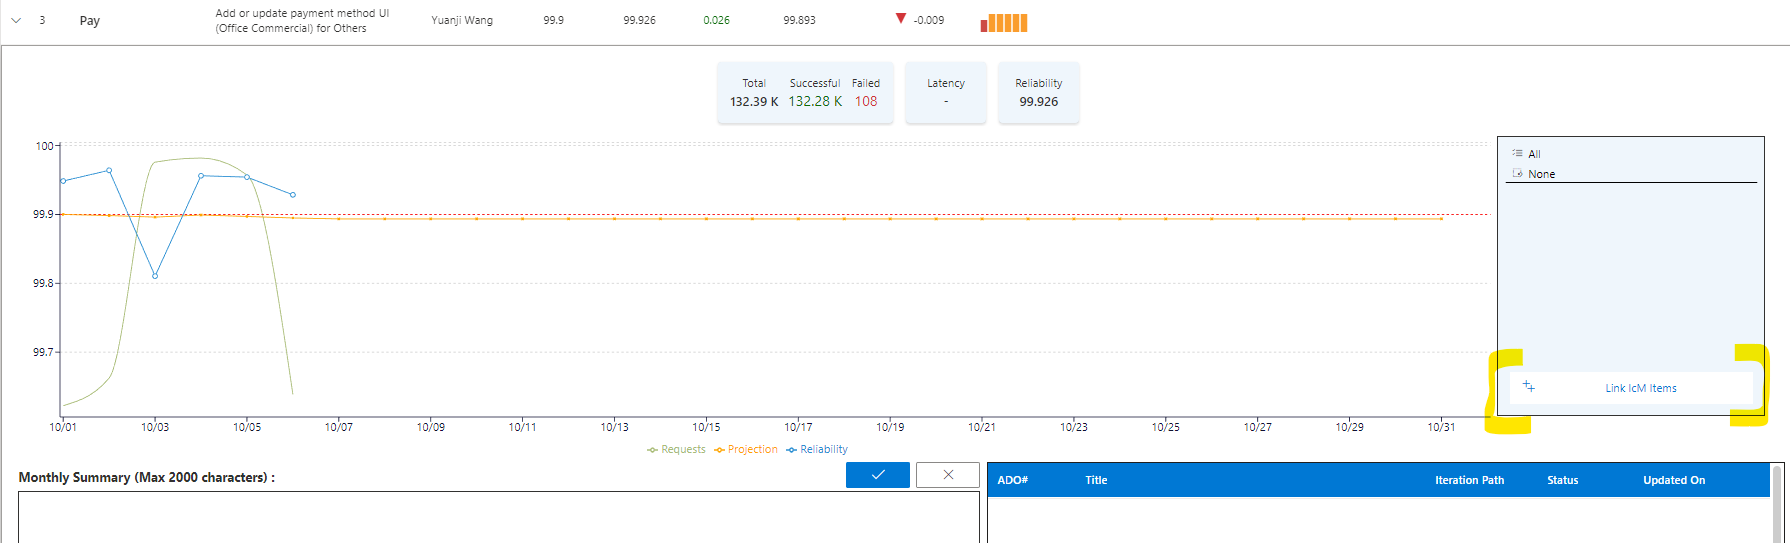 3 Pay Add or update payment method UI (Office Commercial) for Others Yuanji Wang 99.9 99.926 0.026 99.893 -0.009
Total Successful Failed
132.39 K 132.28 K 108
Latency
-
Reliability
99.926
100
99.9
99.8
99.7
10/01 10/03 10/05 10/07 10/09 10/11 10/13 10/15 10/17 10/19 10/21 10/23 10/25 10/27 10/29 10/31
Requests Projection Reliability
All
None
Link IcM Items
Monthly Summary (Max 2000 characters) :
ADO# Title Iteration Path Status Updated On